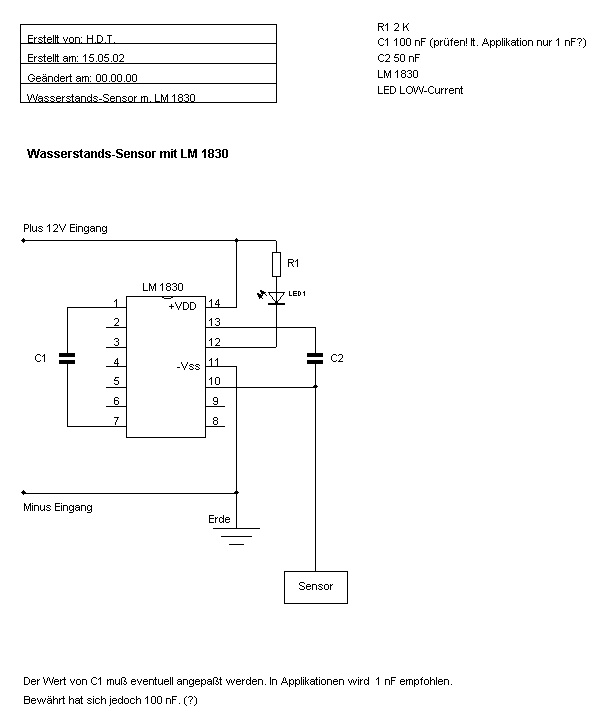 Erstellt von: H.D.T.
Erstellt am: 15.05.02
Geändert am: 00.00.00
Wasserstands-Sensor m. LM 1830
R1 2 K
C1 100 nF (prüfen! lt. Applikation nur 1 nF?)
C2 50 nF
LM 1830
LED LOW-Current
Wasserstands-Sensor mit LM 1830
Plus 12V Eingang
R1
LM 1830
LED1
1
+VDD
14
2
13
3
12
C1
4
-Vss
11
C2
5
10
6
9
7
8
Minus Eingang
Erde
Sensor
Der Wert von C1 muß eventuell angepaßt werden. In Applikationen wird 1 nF empfohlen.
Bewährt hat sich jedoch 100 nF. (?)